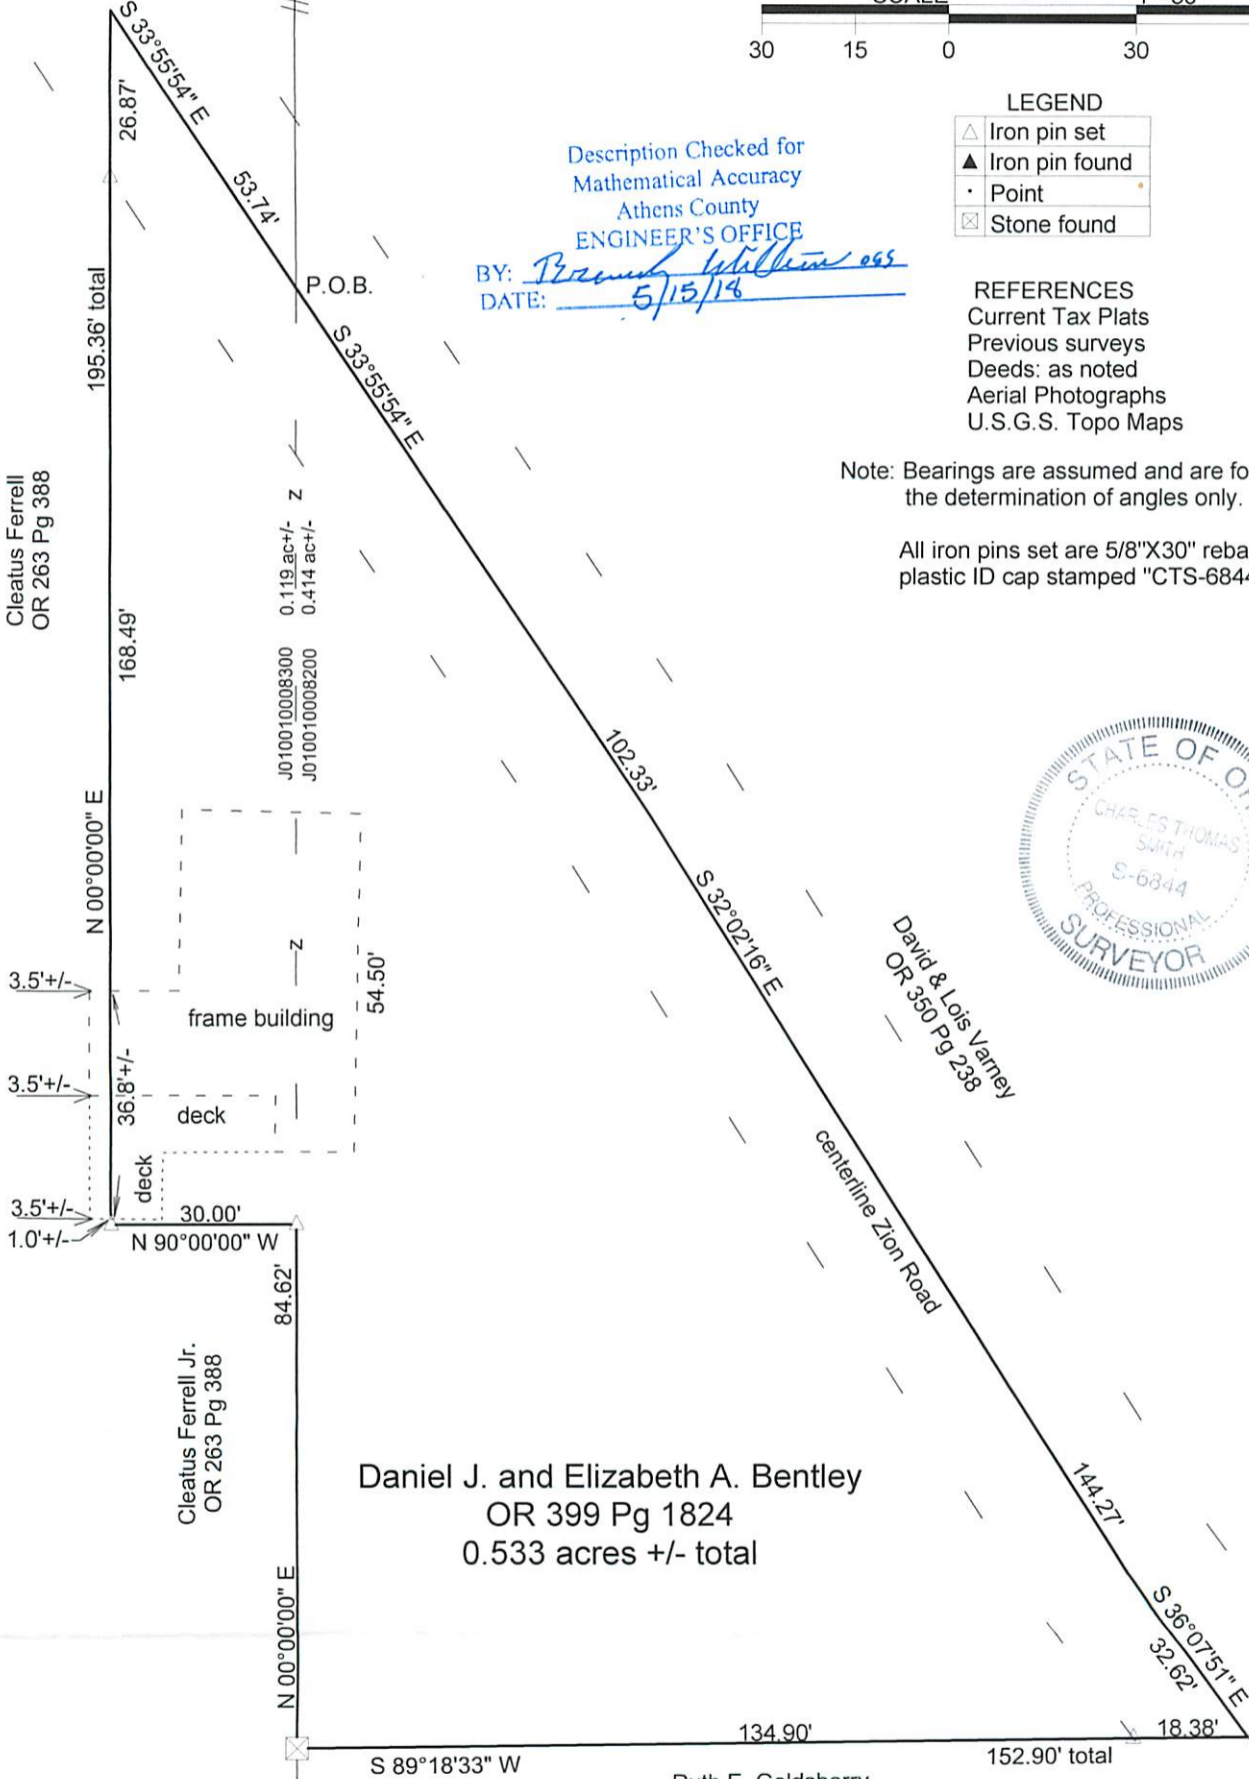 SCALE
30 15 0 30
LEGEND
△ Iron pin set
▲ Iron pin found
· Point
☒ Stone found
Description Checked for
Mathematical Accuracy
Athens County
ENGINEER'S OFFICE
BY:
DATE: 5/15/18
REFERENCES
Current Tax Plats
Previous surveys
Deeds: as noted
Aerial Photographs
U.S.G.S. Topo Maps
Note: Bearings are assumed and are fo
the determination of angles only.
All iron pins set are 5/8"X30" reba
plastic ID cap stamped "CTS-6844
STATE OF O
CHARLES THOMAS
SMITH
S-6844
PROFESSIONAL
SURVEYOR
S 33°55'54" E
26.87'
53.74'
P.O.B.
195.36' total
S 33°55'54" E
Cleatus Ferrell
OR 263 Pg 388
168.49'
J010010008300 0.119 ac+/- Z
J010010008200 0.414 ac+/-
102.33'
N 00°00'00" E
S 32°02'16" E
David & Lois Varney
OR 350 Pg 238
Z
54.50'
3.5'+/-
frame building
36.8'+/-
3.5'+/-
deck
deck
3.5'+/-
1.0'+/-
30.00'
N 90°00'00" W
centerline Zion Road
84.62'
Cleatus Ferrell Jr.
OR 263 Pg 388
Daniel J. and Elizabeth A. Bentley
OR 399 Pg 1824
0.533 acres +/- total
144.27'
N 00°00'00" E
S 36°07'51" E
32.62'
134.90'
18.38'
S 89°18'33" W
152.90' total
Ruth E. Goldsberry